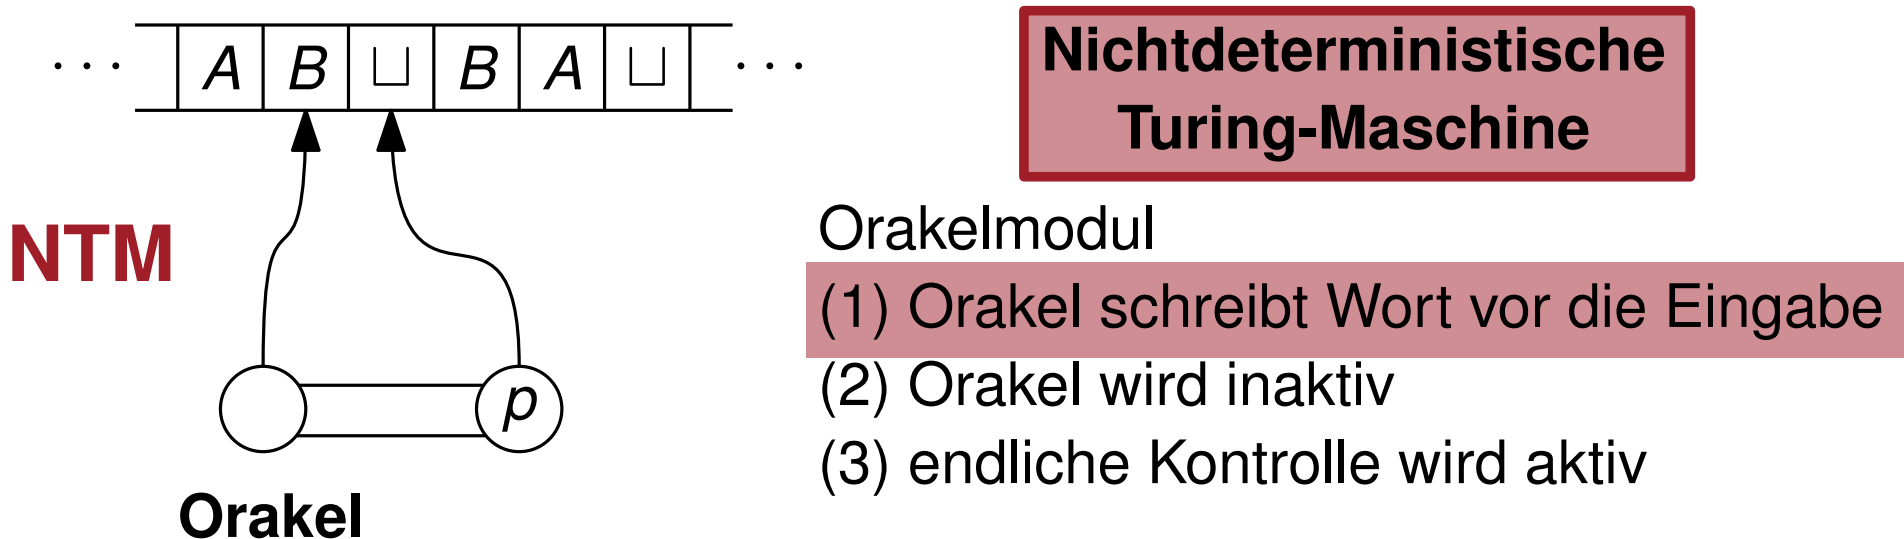 · · · A B ⊔ B A ⊔ · · ·
Nichtdeterministische
Turing-Maschine
NTM
p
Orakel
Orakelmodul
(1) Orakel schreibt Wort vor die Eingabe
(2) Orakel wird inaktiv
(3) endliche Kontrolle wird aktiv